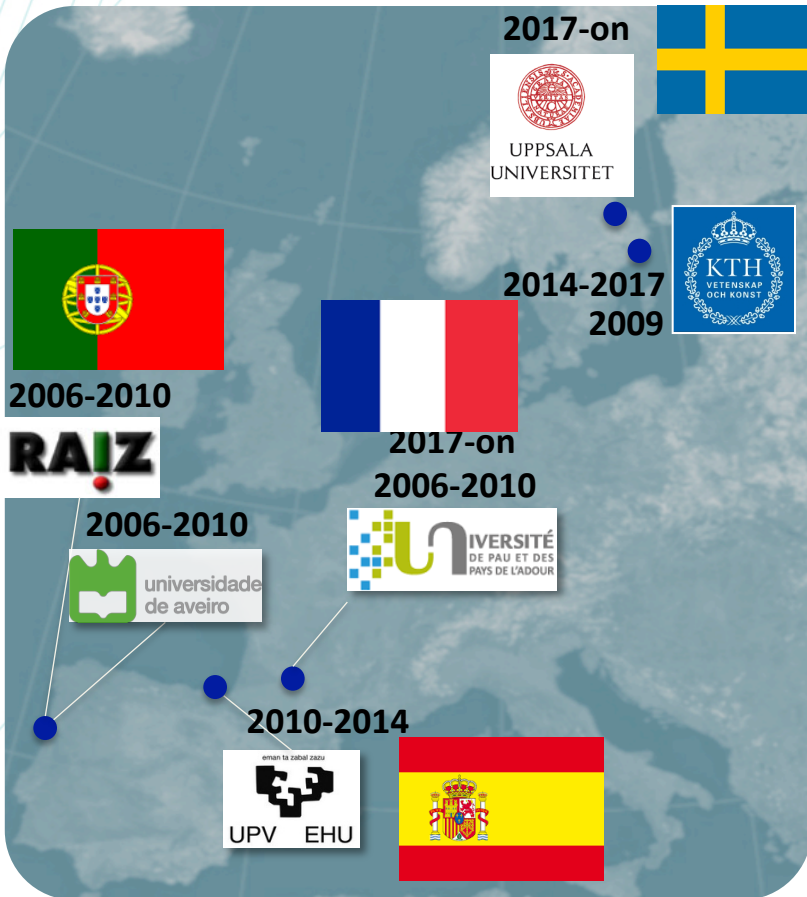 2017-on
UPPSALA
UNIVERSITET
KTH
VETENSKAP
OCH KONST
2014-2017
2009
2006-2010
RAIZ
2006-2010
universidade
de aveiro
2017-on
2006-2010
UNIVERSITÉ
DE PAU ET DES
PAYS DE L'ADOUR
2010-2014
eman ta zabal zazu
UPV EHU